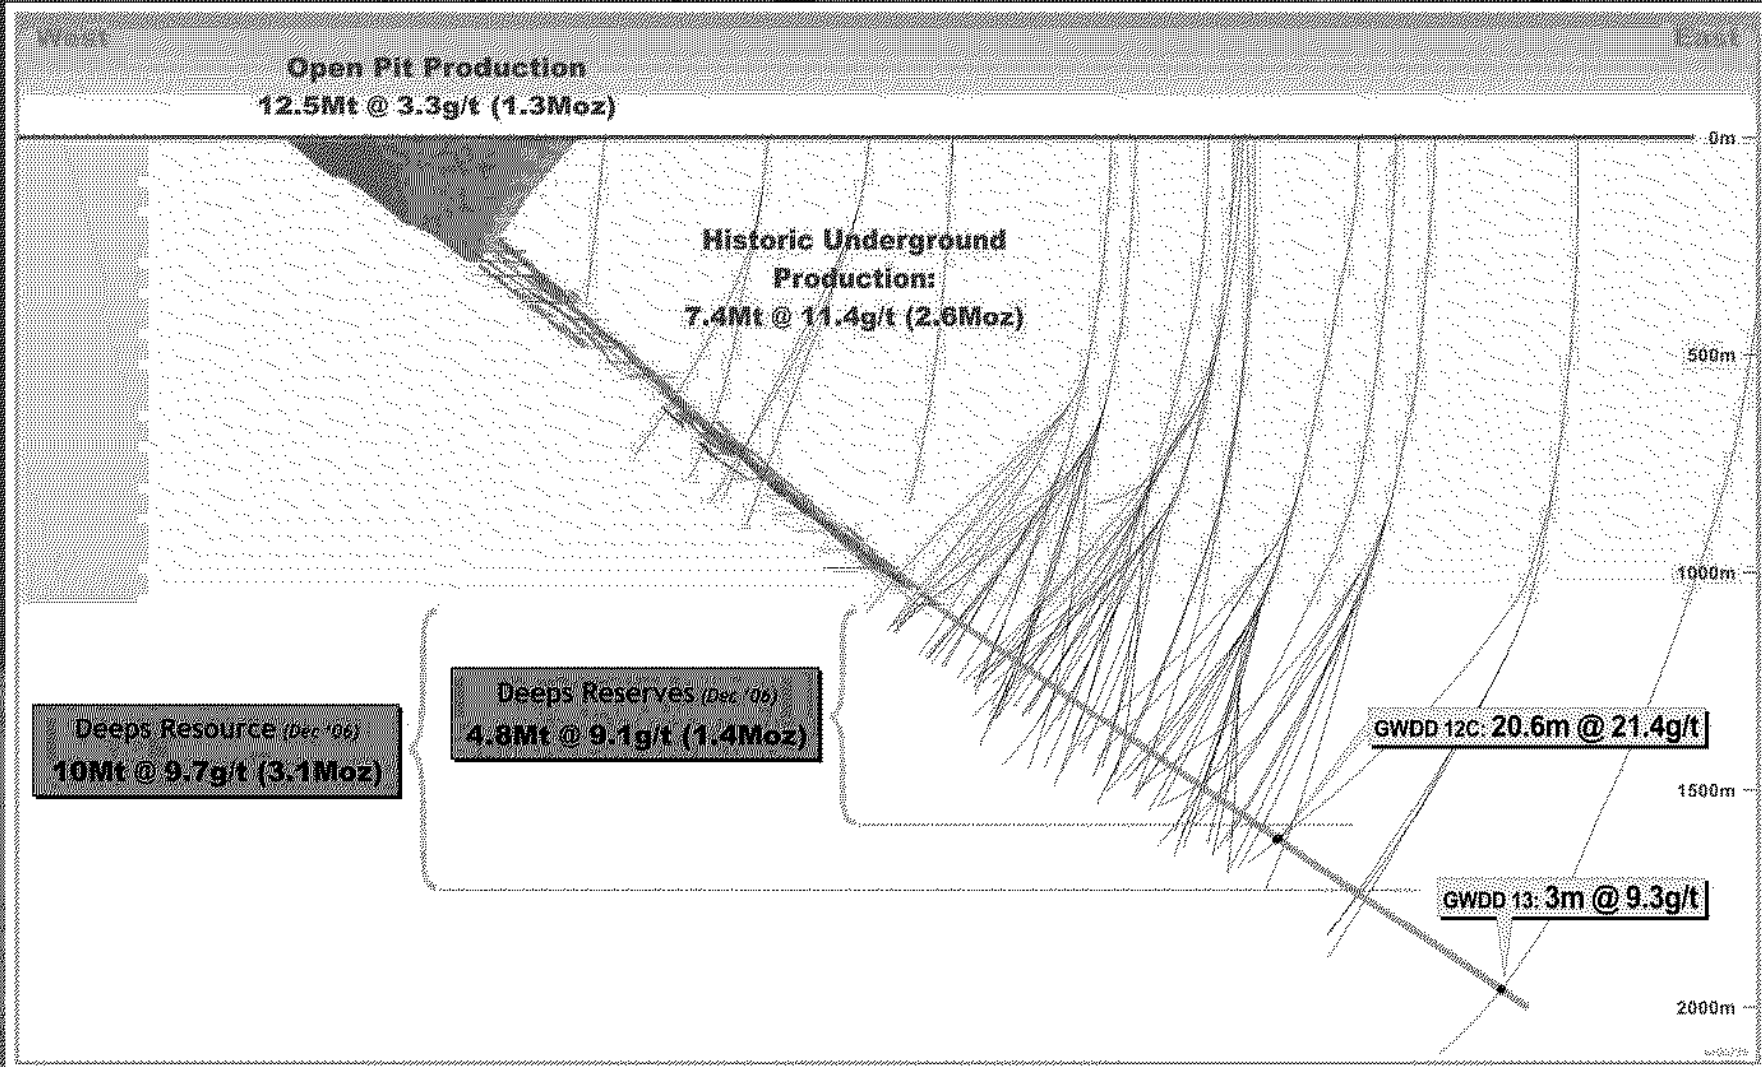 West
East
Open Pit Production
12.5Mt @ 3.3g/t (1.3Moz)
0m
Historic Underground
Production:
7.4Mt @ 11.4g/t (2.6Moz)
500m
1000m
Deeps Reserves (Dec '06)
4.8Mt @ 9.1g/t (1.4Moz)
Deeps Resource (Dec '06)
10Mt @ 9.7g/t (3.1Moz)
GWDD 12C: 20.6m @ 21.4g/t
1500m
GWDD 13: 3m @ 9.3g/t
2000m